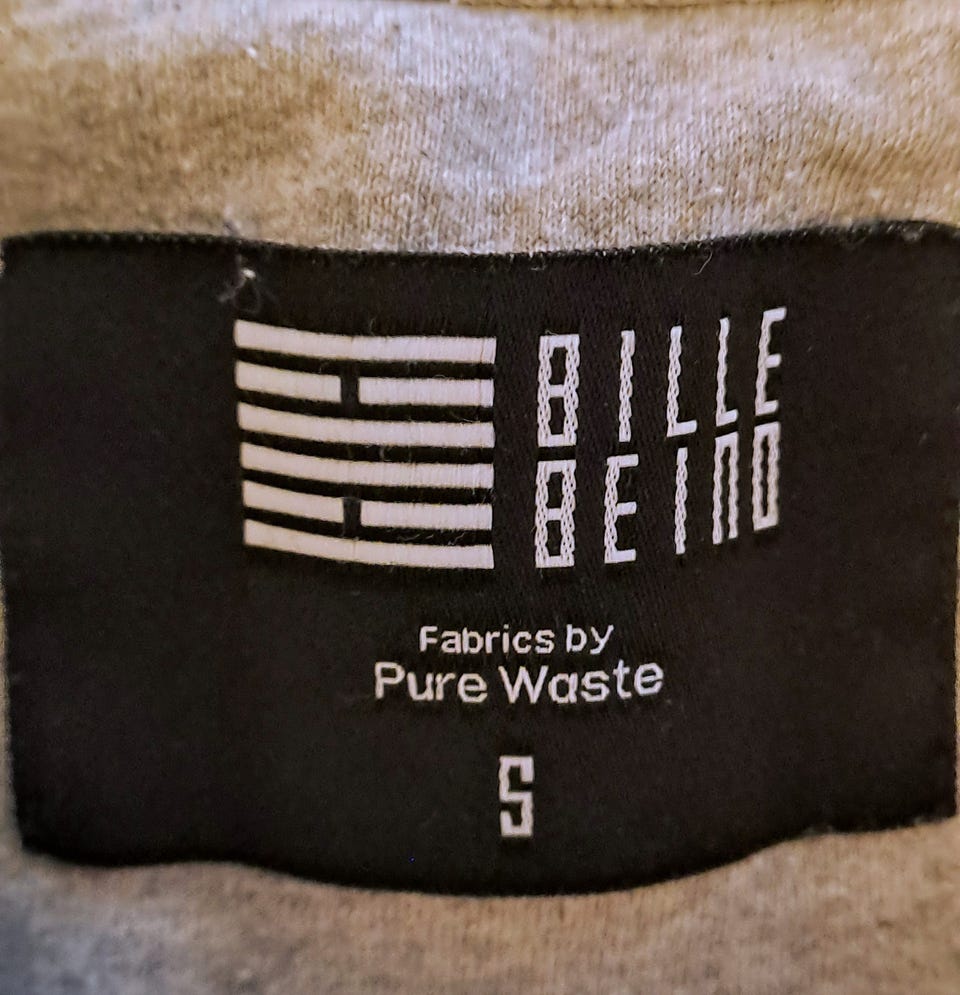 BILLE
BEINO
Fabrics by
Pure Waste
S